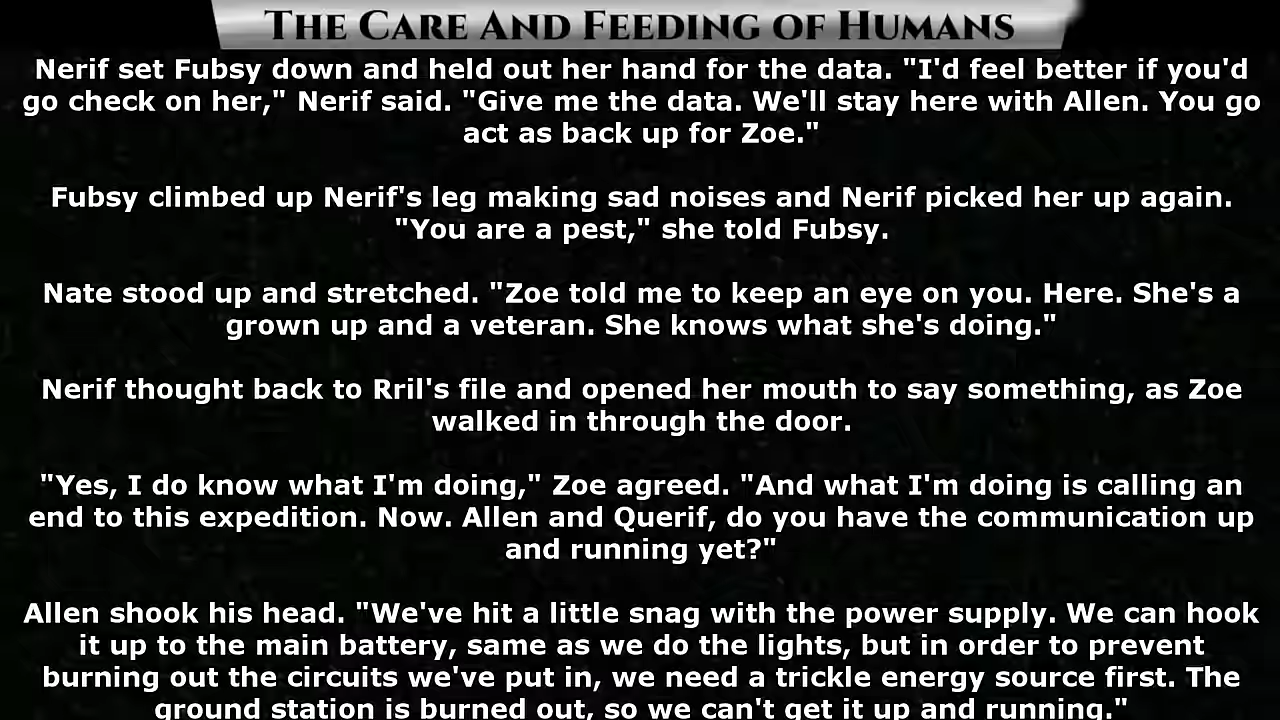 The Care And Feeding of Humans
Nerif set Fubsy down and held out her hand for the data. "I'd feel better if you'd
go check on her," Nerif said. "Give me the data. We'll stay here with Allen. You go
act as back up for Zoe."
Fubsy climbed up Nerif's leg making sad noises and Nerif picked her up again.
"You are a pest," she told Fubsy.
Nate stood up and stretched. "Zoe told me to keep an eye on you. Here. She's a
grown up and a veteran. She knows what she's doing."
Nerif thought back to Rril's file and opened her mouth to say something, as Zoe
walked in through the door.
"Yes, I do know what I'm doing," Zoe agreed. "And what I'm doing is calling an
end to this expedition. Now. Allen and Querif, do you have the communication up
and running yet?"
Allen shook his head. "We've hit a little snag with the power supply. We can hook
it up to the main battery, same as we do the lights, but in order to prevent
burning out the circuits we've put in, we need a trickle energy source first. The
ground station is burned out, so we can't get it up and running."